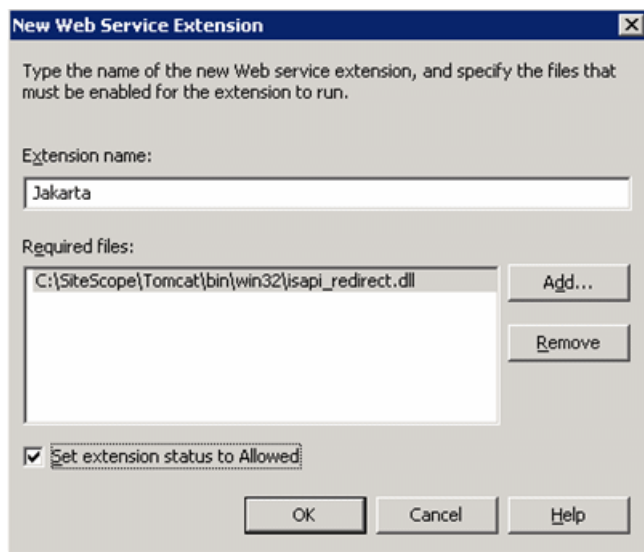 New Web Service Extension
Type the name of the new Web service extension, and specify the files that
must be enabled for the extension to run.
Extension name:
Jakarta
Required files:
C:\SiteScope\Tomcat\bin\win32\isapi_redirect.dll
Add...
Remove
Set extension status to Allowed
OK
Cancel
Help